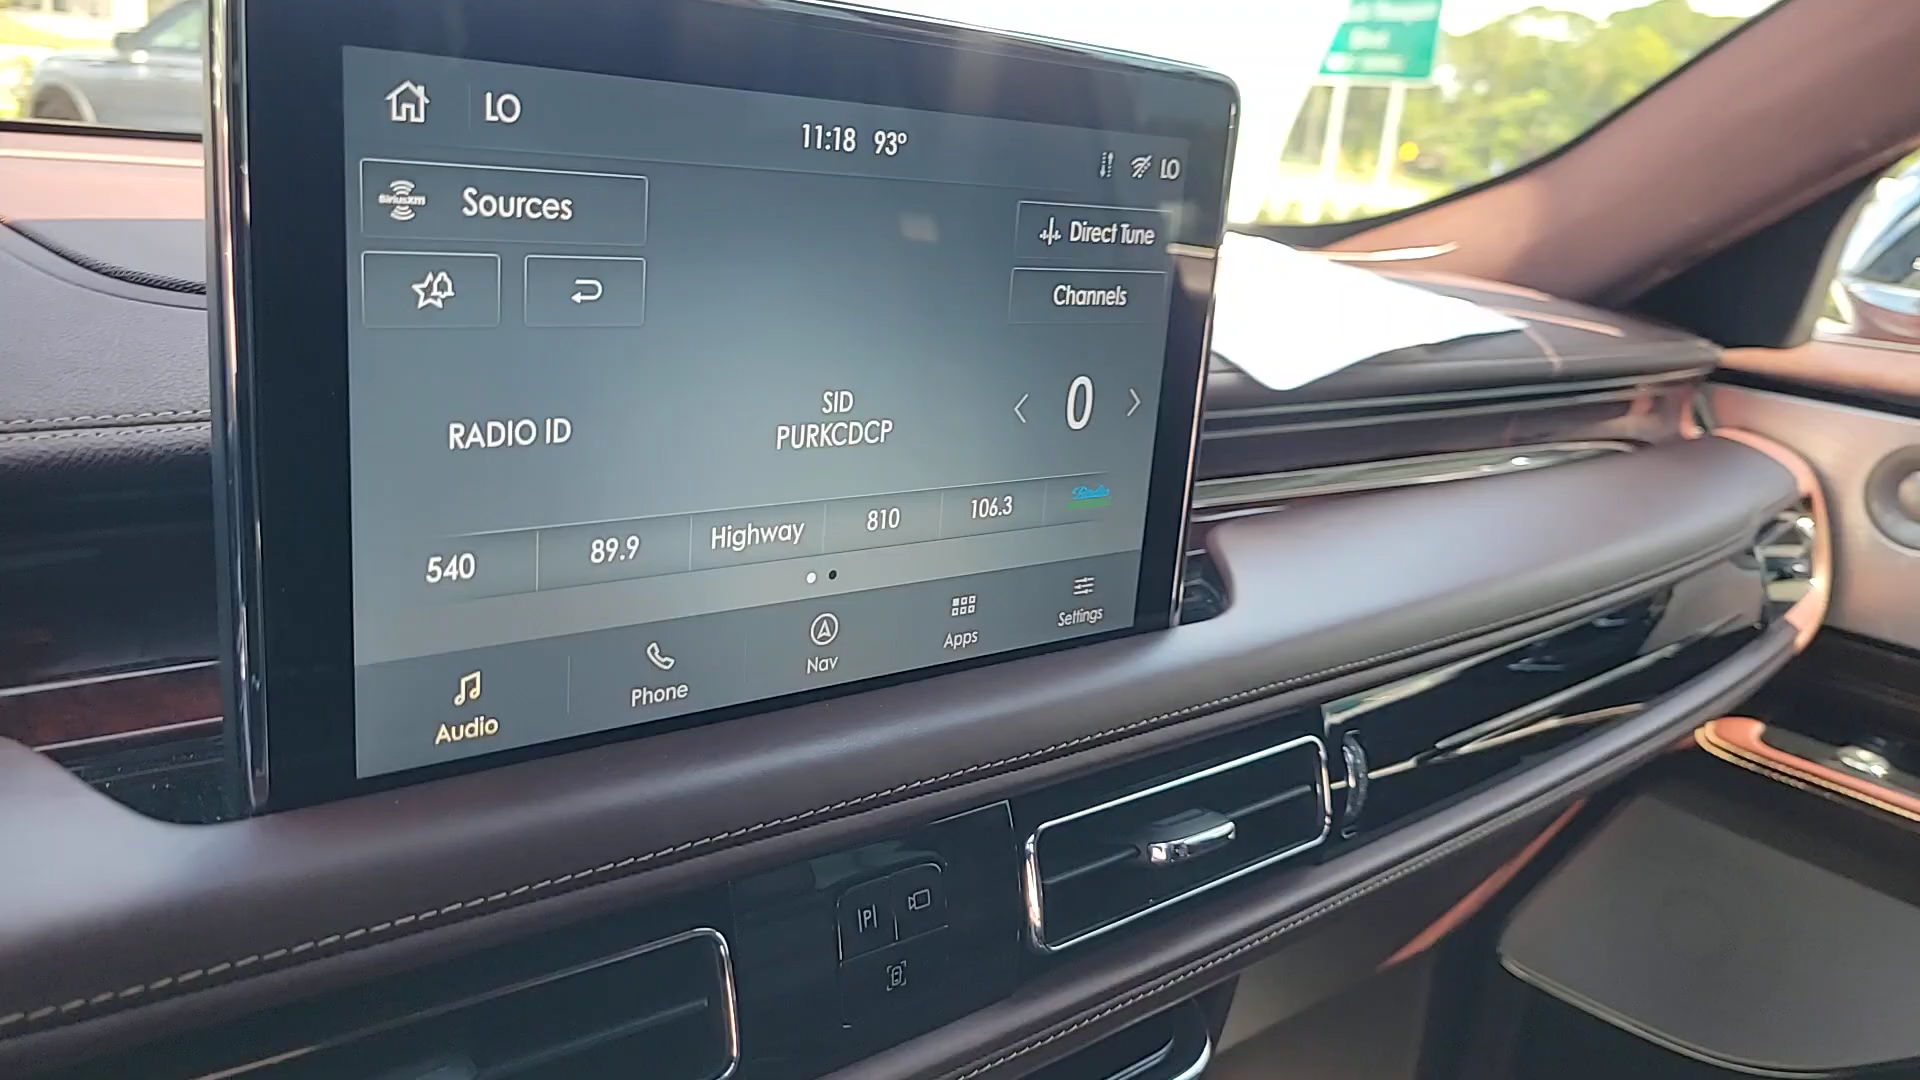 LO
11:18 93°
LO
SiriusXM
Sources
Direct Tune
Channels
RADIO ID
SID
PURKCDCP
0
540
89.9
Highway
810
106.3
Radio
Audio
Phone
Nav
Apps
Settings
P